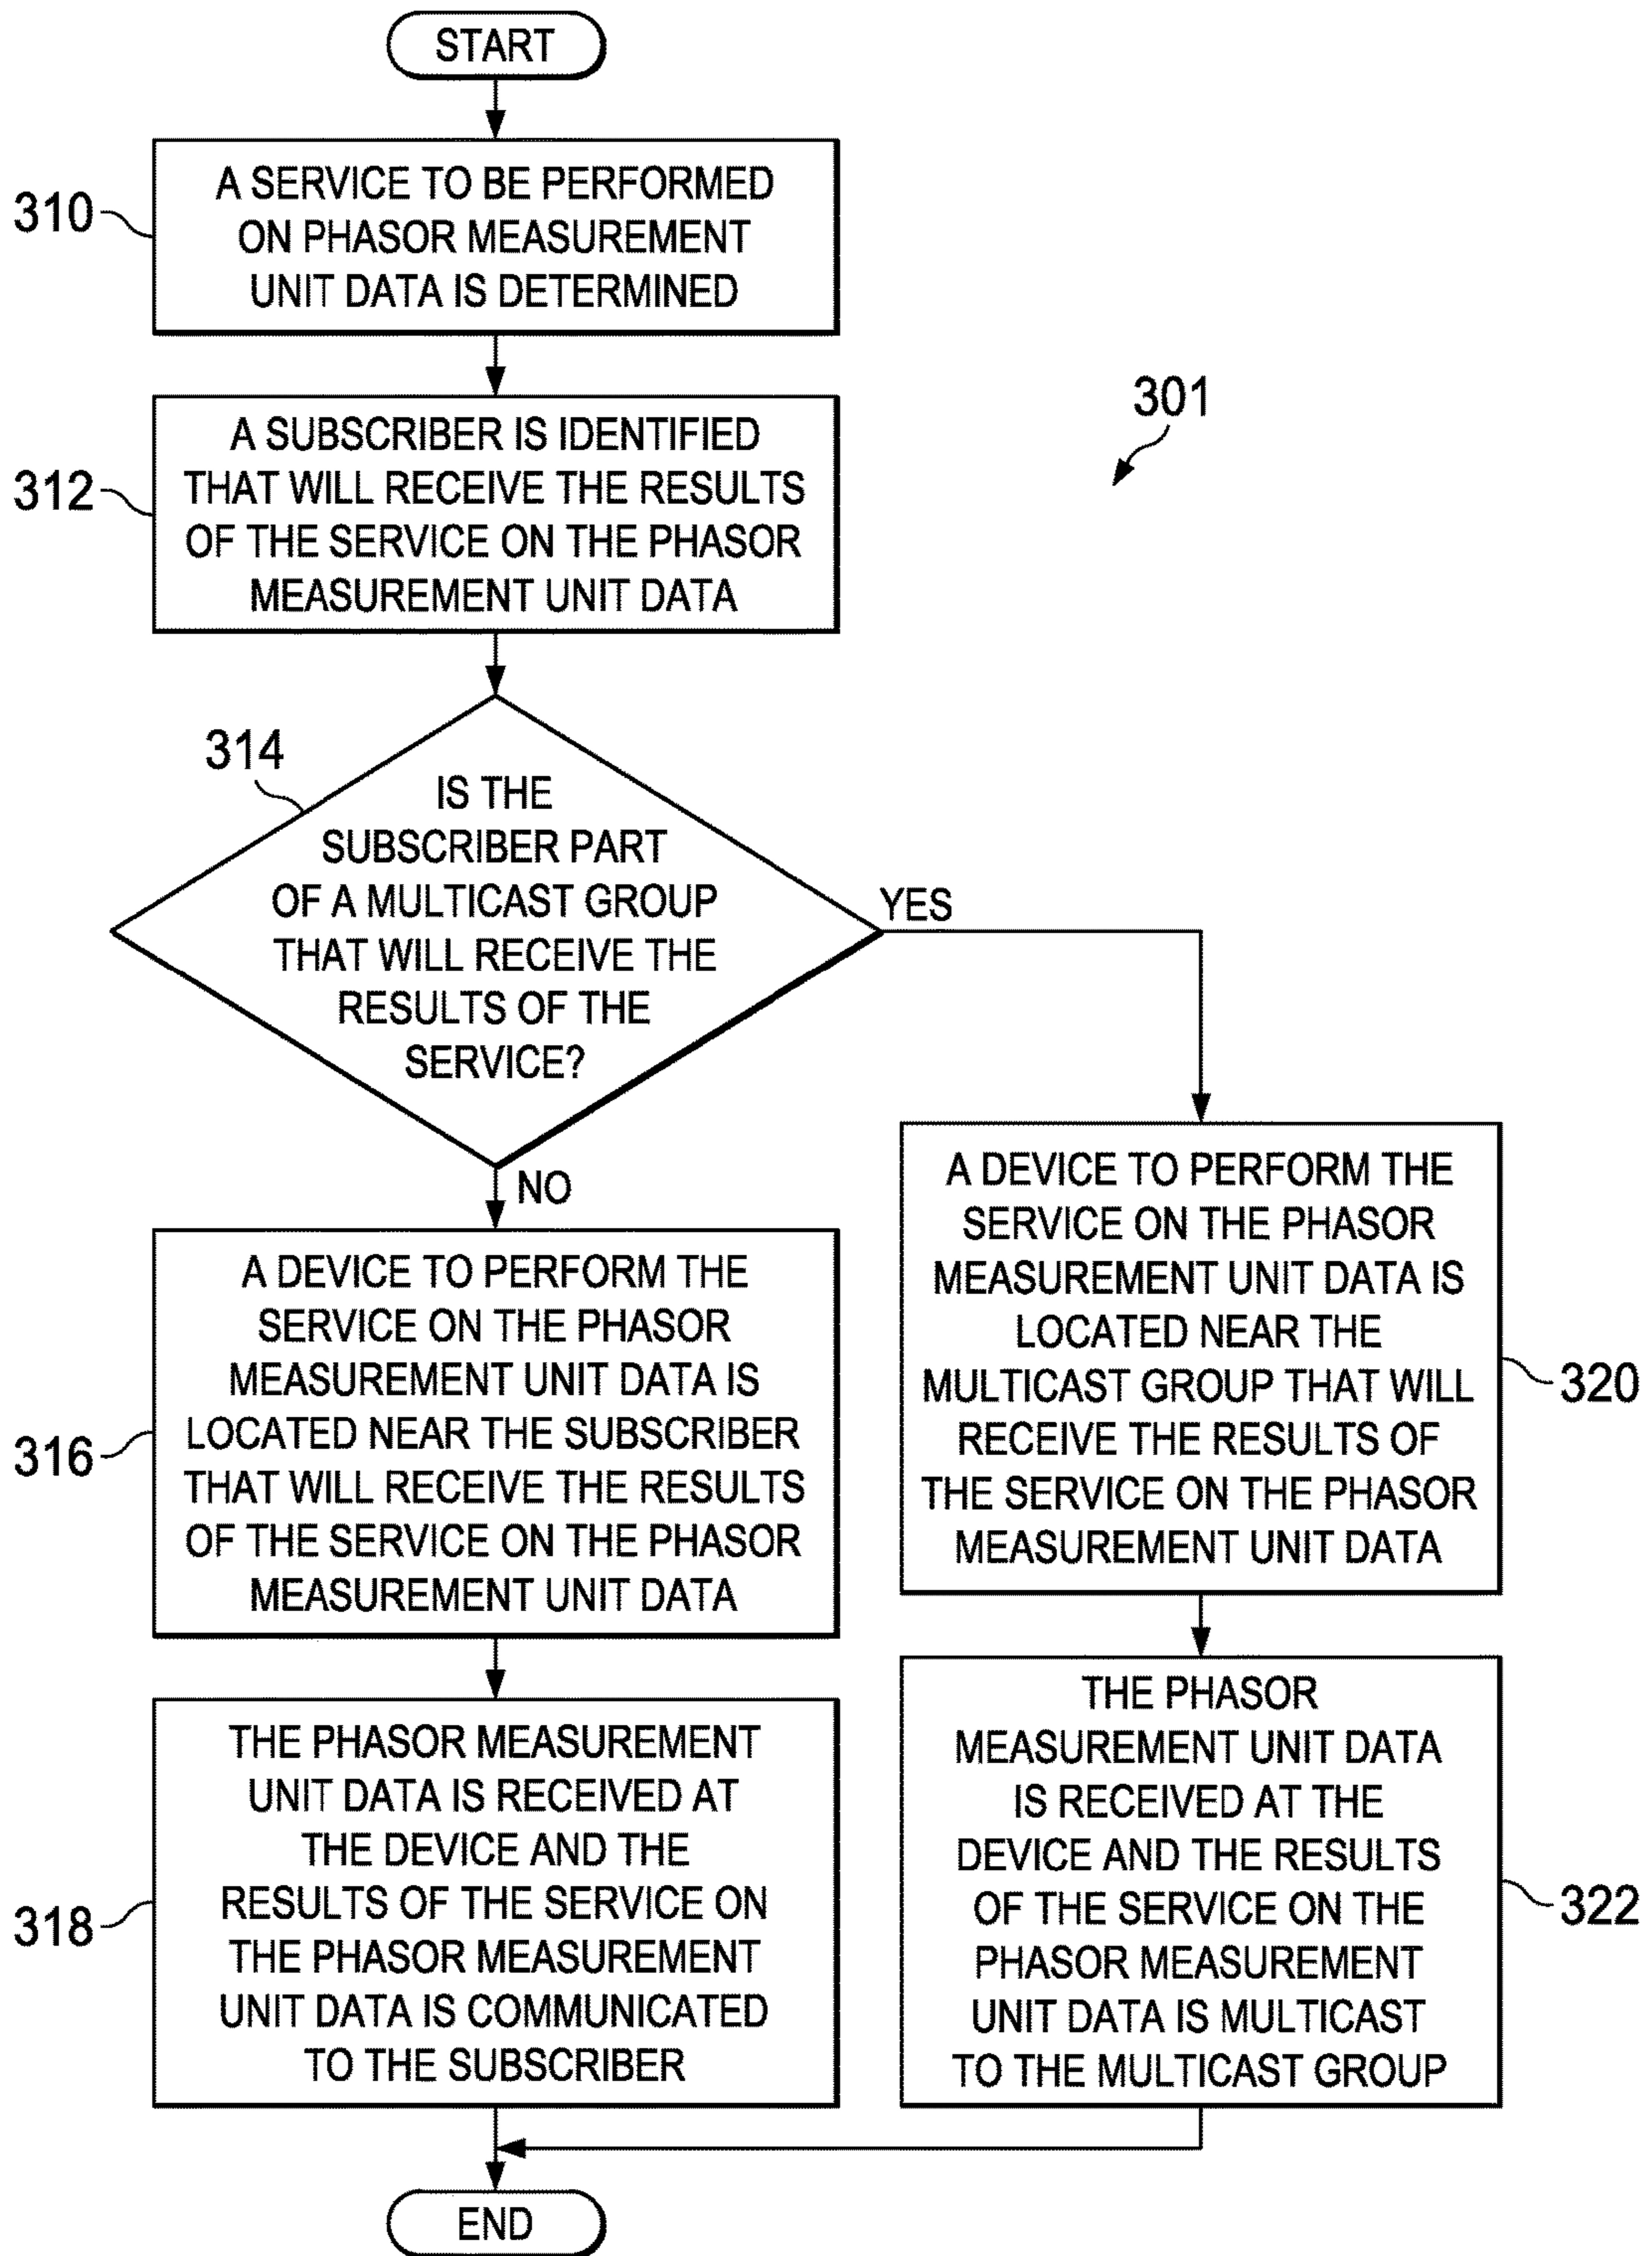 START
310
A SERVICE TO BE PERFORMED
ON PHASOR MEASUREMENT
UNIT DATA IS DETERMINED
301
312
A SUBSCRIBER IS IDENTIFIED
THAT WILL RECEIVE THE RESULTS
OF THE SERVICE ON THE PHASOR
MEASUREMENT UNIT DATA
314
IS THE
SUBSCRIBER PART
OF A MULTICAST GROUP
THAT WILL RECEIVE THE
RESULTS OF THE
SERVICE?
YES
NO
316
A DEVICE TO PERFORM THE
SERVICE ON THE PHASOR
MEASUREMENT UNIT DATA IS
LOCATED NEAR THE SUBSCRIBER
THAT WILL RECEIVE THE RESULTS
OF THE SERVICE ON THE PHASOR
MEASUREMENT UNIT DATA
318
THE PHASOR MEASUREMENT
UNIT DATA IS RECEIVED AT
THE DEVICE AND THE
RESULTS OF THE SERVICE ON
THE PHASOR MEASUREMENT
UNIT DATA IS COMMUNICATED
TO THE SUBSCRIBER
A DEVICE TO PERFORM THE
SERVICE ON THE PHASOR
MEASUREMENT UNIT DATA IS
LOCATED NEAR THE
MULTICAST GROUP THAT WILL
RECEIVE THE RESULTS OF
THE SERVICE ON THE PHASOR
MEASUREMENT UNIT DATA
320
THE PHASOR
MEASUREMENT UNIT DATA
IS RECEIVED AT THE
DEVICE AND THE RESULTS
OF THE SERVICE ON THE
PHASOR MEASUREMENT
UNIT DATA IS MULTICAST
TO THE MULTICAST GROUP
322
END